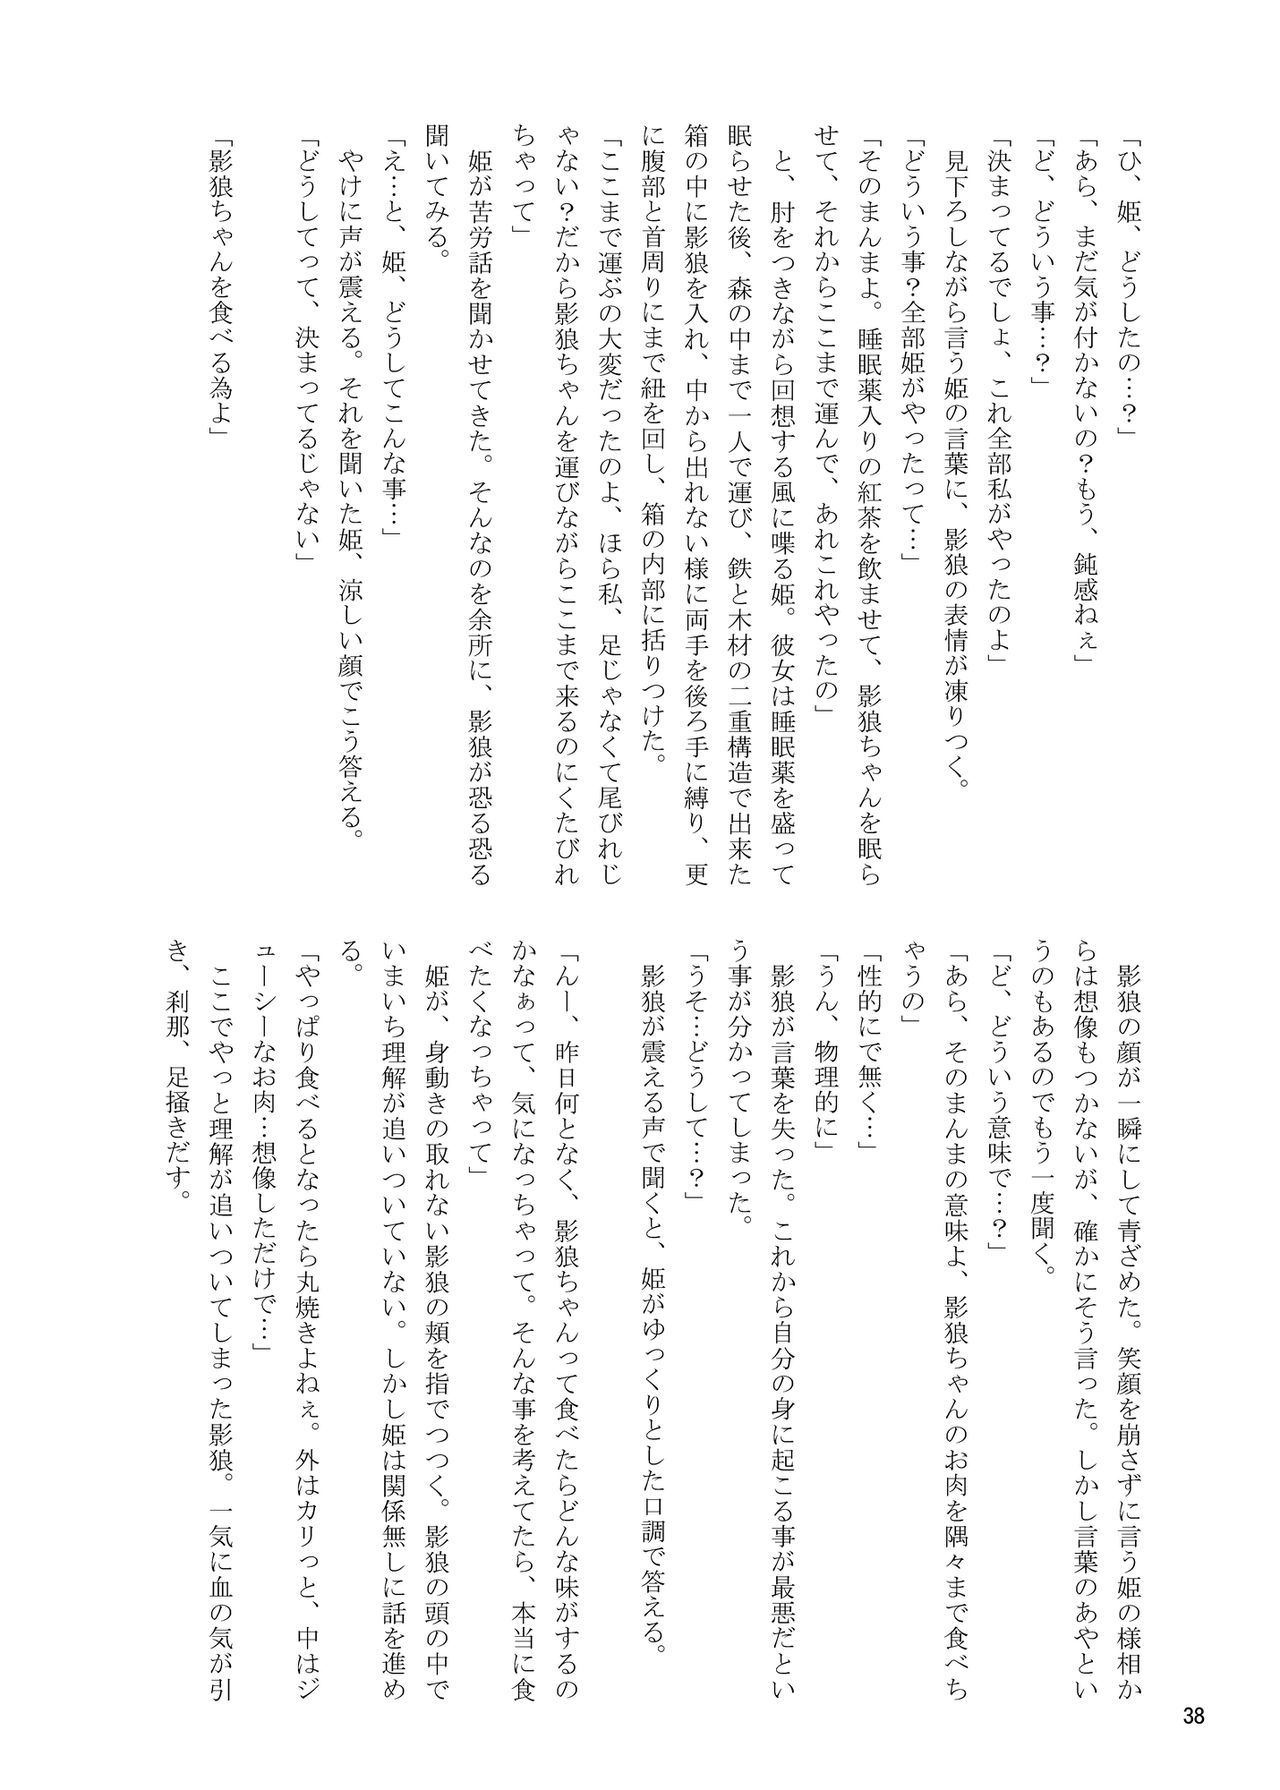 「ひ、姫、どうしたの…?」
「あら、まだ気が付かないの?もう、鈍感ねぇ」
「ど、どういう事…?」
「決まってるでしょ、これ全部私がやったのよ」
見下ろしながら言う姫の言葉に、影狼の表情が凍りつく。
「どういう事?全部姫がやったって…」
「そのまんまよ。睡眠薬入りの紅茶を飲ませて、影狼ちゃんを眠ら
せて、それからここまで運んで、あれこれやったの」
と、肘をつきながら回想する風に喋る姫。彼女は睡眠薬を盛って
眠らせた後、森の中まで一人で運び、鉄と木材の二重構造で出来た
箱の中に影狼を入れ、中から出れない様に両手を後ろ手に縛り、更
に腹部と首周りにまで紐を回し、箱の内部に括りつけた。
「ここまで運ぶの大変だったのよ、ほら私、足じゃなくて尾びれじ
ゃない?だから影狼ちゃんを運びながらここまで来るのにくたびれ
ちゃって」
姫が苦労話を聞かせてきた。そんなのを余所に、影狼が恐る恐る
聞いてみる。
「え…と、姫、どうしてこんな事…」
やけに声が震える。それを聞いた姫、涼しい顔でこう答える。
「どうしてって、決まってるじゃない」
「影狼ちゃんを食べる為よ」
影狼の顔が一瞬にして青ざめた。笑顔を崩さずに言う姫の様相か
らは想像もつかないが、確かにそう言った。しかし言葉のあやとい
うのもあるのでもう一度聞く。
「ど、どういう意味で…?」
「あら、そのまんまの意味よ、影狼ちゃんのお肉を隅々まで食べち
ゃうの」
「性的にで無く…」
「うん、物理的に」
影狼が言葉を失った。これから自分の身に起こる事が最悪だとい
う事が分かってしまった。
「うそ…どうして…?」
影狼が震える声で聞くと、姫がゆっくりとした口調で答える。
「んー、昨日何となく、影狼ちゃんって食べたらどんな味がするの
かなぁって、気になっちゃって。そんな事を考えてたら、本当に食
べたくなっちゃって」
姫が、身動きの取れない影狼の頬を指でつつく。影狼の頭の中で
いまいち理解が追いついていない。しかし姫は関係無しに話を進め
る。
「やっぱり食べるとなったら丸焼きよねぇ。外はカリっと、中はジ
ューシーなお肉…想像しただけで…」
ここでやっと理解が追いついてしまった影狼。一気に血の気が引
き、刹那、足掻きだす。
38